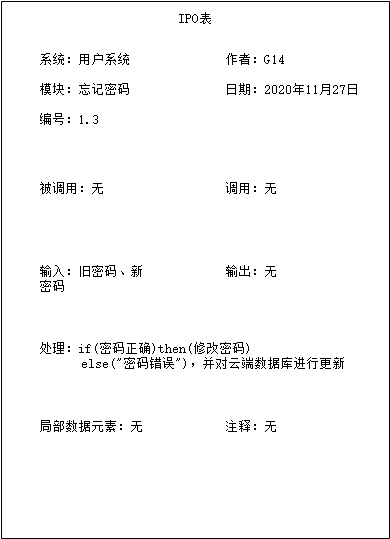 IPO表
系统：用户系统 作者：G14
模块：忘记密码 日期：2020年11月27日
编号：1.3
被调用：无 调用：无
输入：旧密码、新 输出：无
密码
处理：if(密码正确)then(修改密码)
else("密码错误")，并对云端数据库进行更新
局部数据元素：无 注释：无